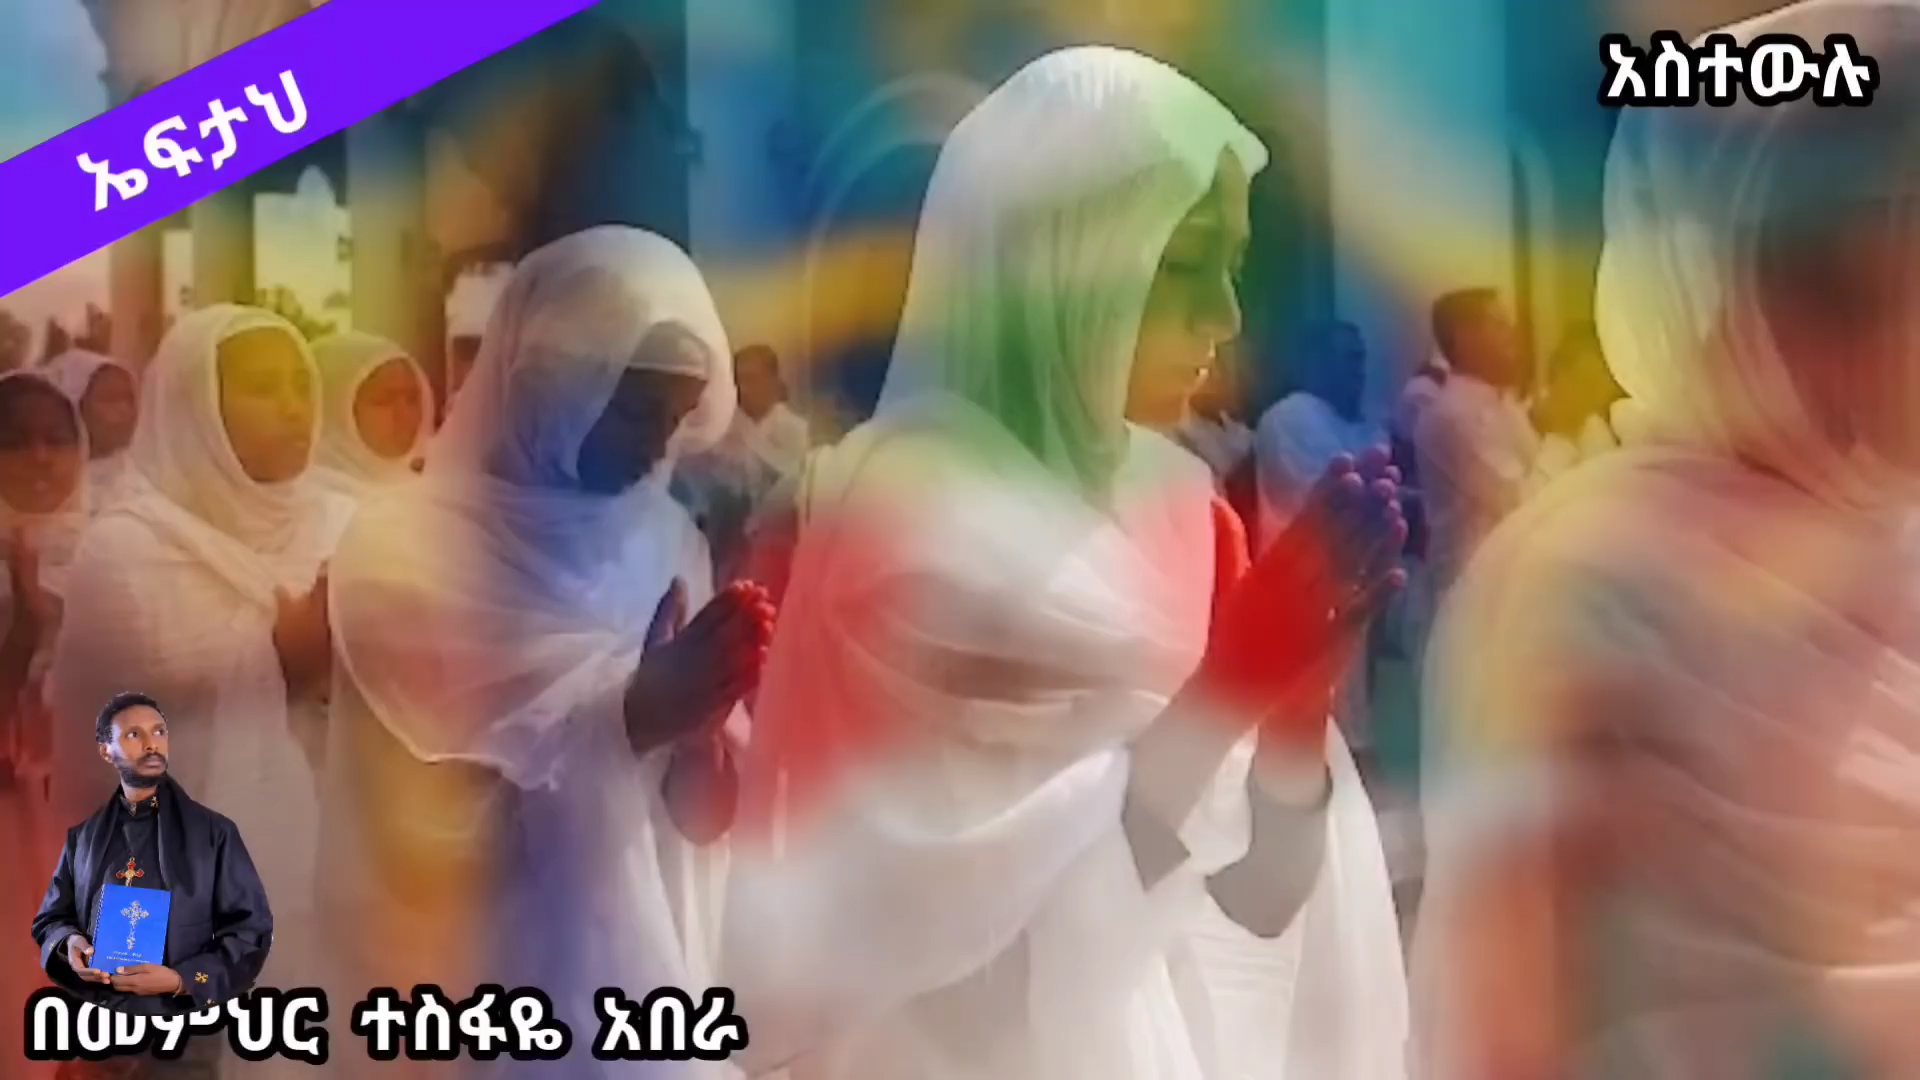 ኤፍታህ
አስተውሉ
በመምህር ተስፋዬ አበራ